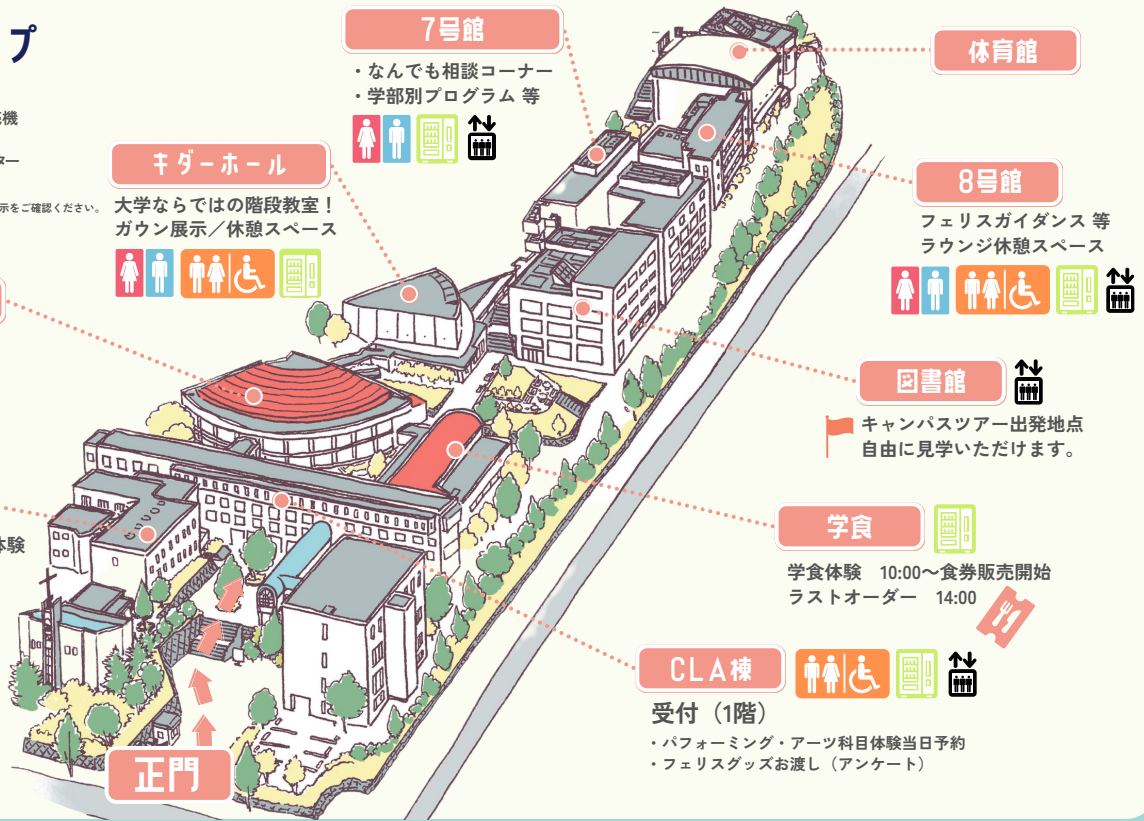 プ
機
ター
示をご確認ください。
7号館
・なんでも相談コーナー
・学部別プログラム 等
体育館
キダーホール
大学ならではの階段教室!
ガウン展示/休憩スペース
8号館
フェリスガイダンス 等
ラウンジ休憩スペース
図書館
キャンパスツアー出発地点
自由に見学いただけます。
体験
学食
学食体験 10:00〜食券販売開始
ラストオーダー 14:00
CLA棟
受付(1階)
・パフォーミング・アーツ科目体験当日予約
・フェリスグッズお渡し(アンケート)
正門